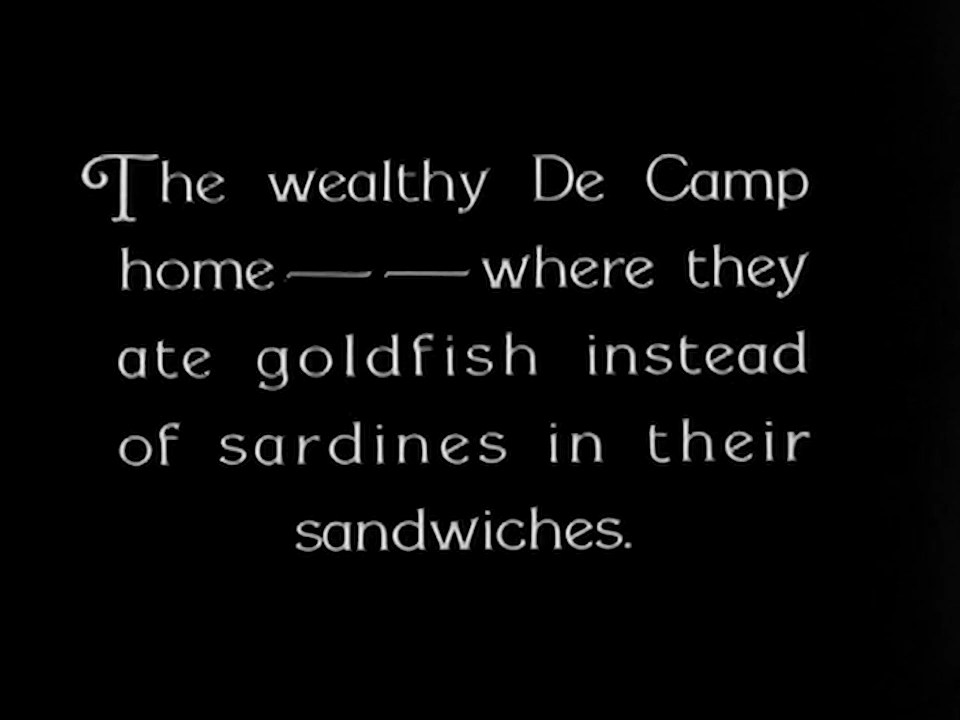 The wealthy De Camp
home — — where they
ate goldfish instead
of sardines in their
sandwiches.